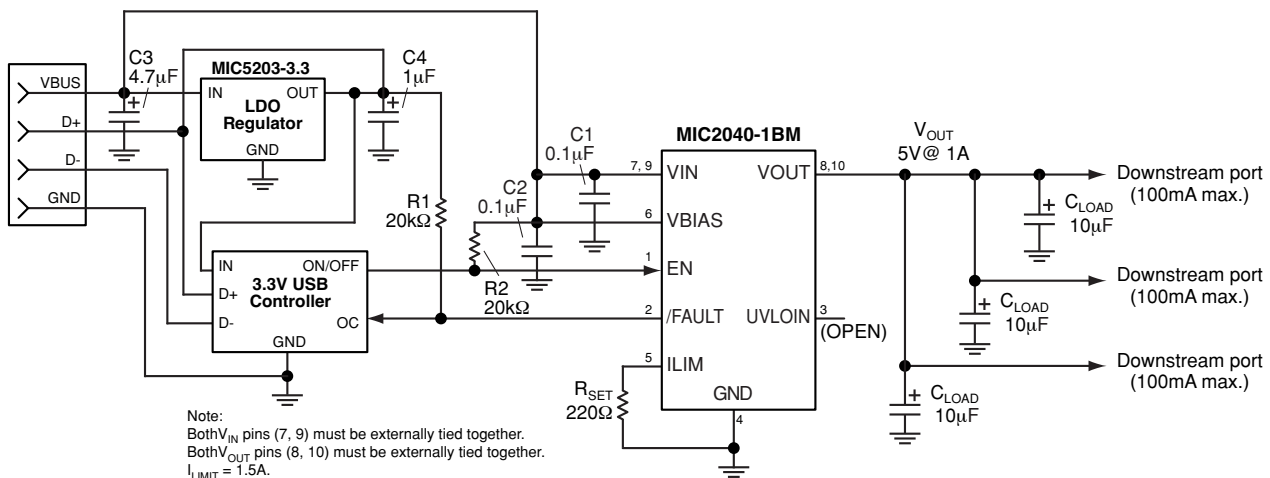 VBUS
D+
D-
GND
C3
4.7µF
MIC5203-3.3
IN
OUT
LDO
Regulator
GND
C4
1µF
R1
20kΩ
IN
ON/OFF
3.3V USB
Controller
D+
D-
OC
GND
C1
0.1µF
C2
0.1µF
R2
20kΩ
MIC2040-1BM
7, 9
VIN
VOUT
8,10
6
VBIAS
1
EN
2
/FAULT
UVLOIN
3
(OPEN)
5
ILIM
GND
4
RSET
220Ω
VOUT
5V@ 1A
CLOAD
10µF
Downstream port
(100mA max.)
CLOAD
10µF
Downstream port
(100mA max.)
CLOAD
10µF
Downstream port
(100mA max.)
Note:
BothVIN pins (7, 9) must be externally tied together.
BothVOUT pins (8, 10) must be externally tied together.
ILIMIT = 1.5A.